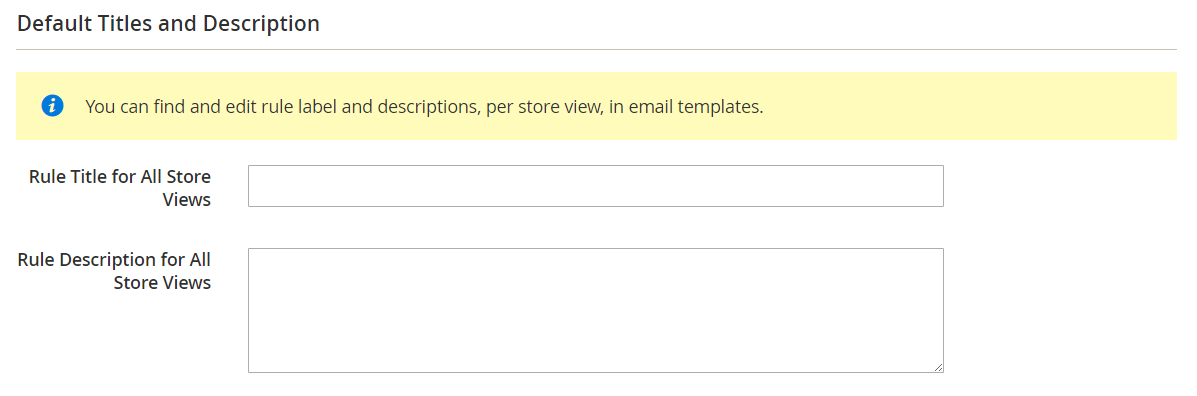 Default Titles and Description
You can find and edit rule label and descriptions, per store view, in email templates.
Rule Title for All Store
Views
Rule Description for All
Store Views